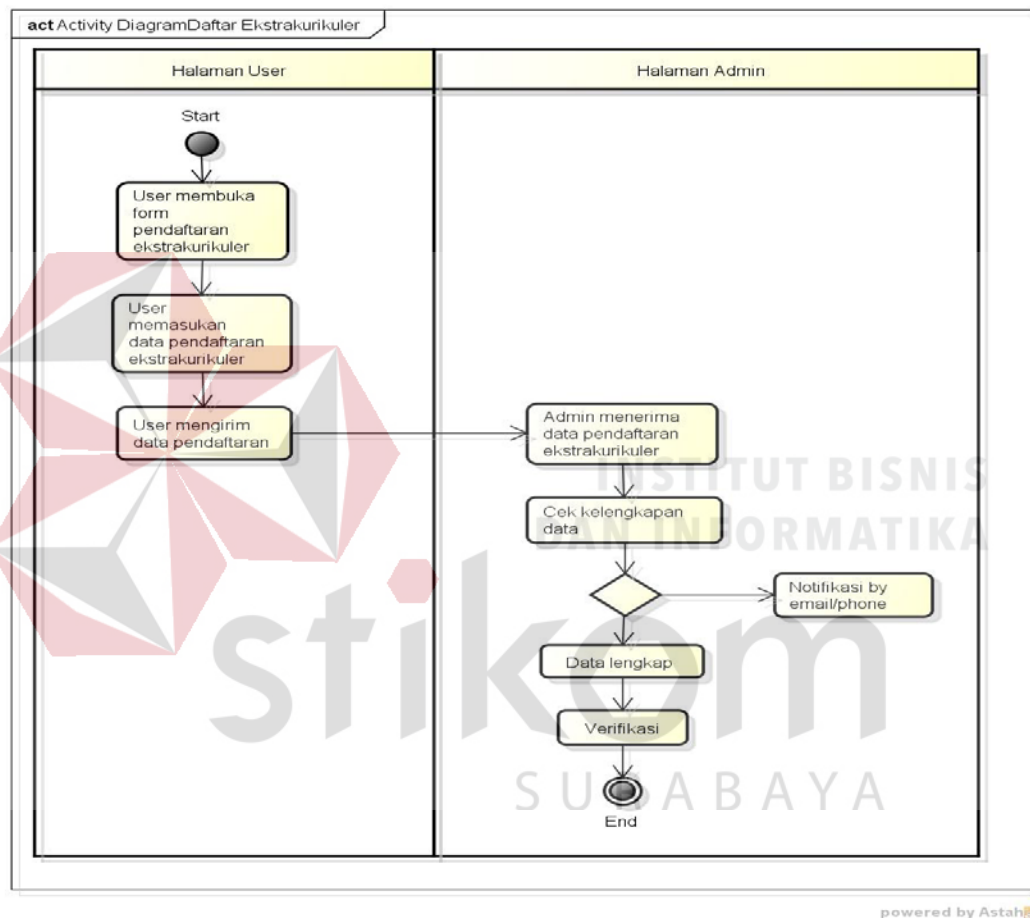 act Activity DiagramDaftar Ekstrakurikuler
Halaman User
Halaman Admin
Start
User membuka
form
pendaftaran
ekstrakurikuler
User
memasukan
data pendaftaran
ekstrakurikuler
User mengirim
data pendaftaran
Admin menerima
data pendaftaran
ekstrakurikuler
INSTITUT BISNIS
Cek kelengkapan
data
DAN INFORMATIKA
Notifikasi by
email/phone
stikom
Data lengkap
Verifikasi
SURABAYA
End
powered by Astah